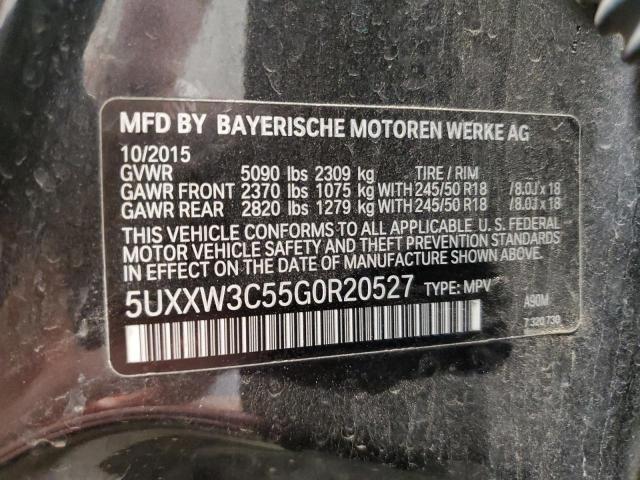 MFD BY BAYERISCHE MOTOREN WERKE AG
10/2015
GVWR 5090 lbs 2309 kg TIRE / RIM
GAWR FRONT 2370 lbs 1075 kg WITH 245/50 R18 /8.0J x 18
GAWR REAR 2820 lbs 1279 kg WITH 245/50 R18 /8.0J x 18
THIS VEHICLE CONFORMS TO ALL APPLICABLE U. S. FEDERAL
MOTOR VEHICLE SAFETY AND THEFT PREVENTION STANDARDS
IN EFFECT ON THE DATE OF MANUFACTURE SHOWN ABOVE.
5UXXW3C55G0R20527 TYPE: MPV
A90M
7 320 730